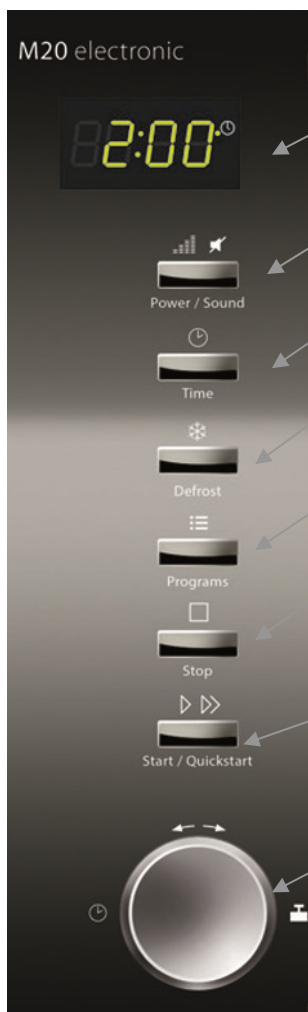 M20 electronic
2:00
Power / Sound
Time
Defrost
Programs
Stop
Start / Quickstart